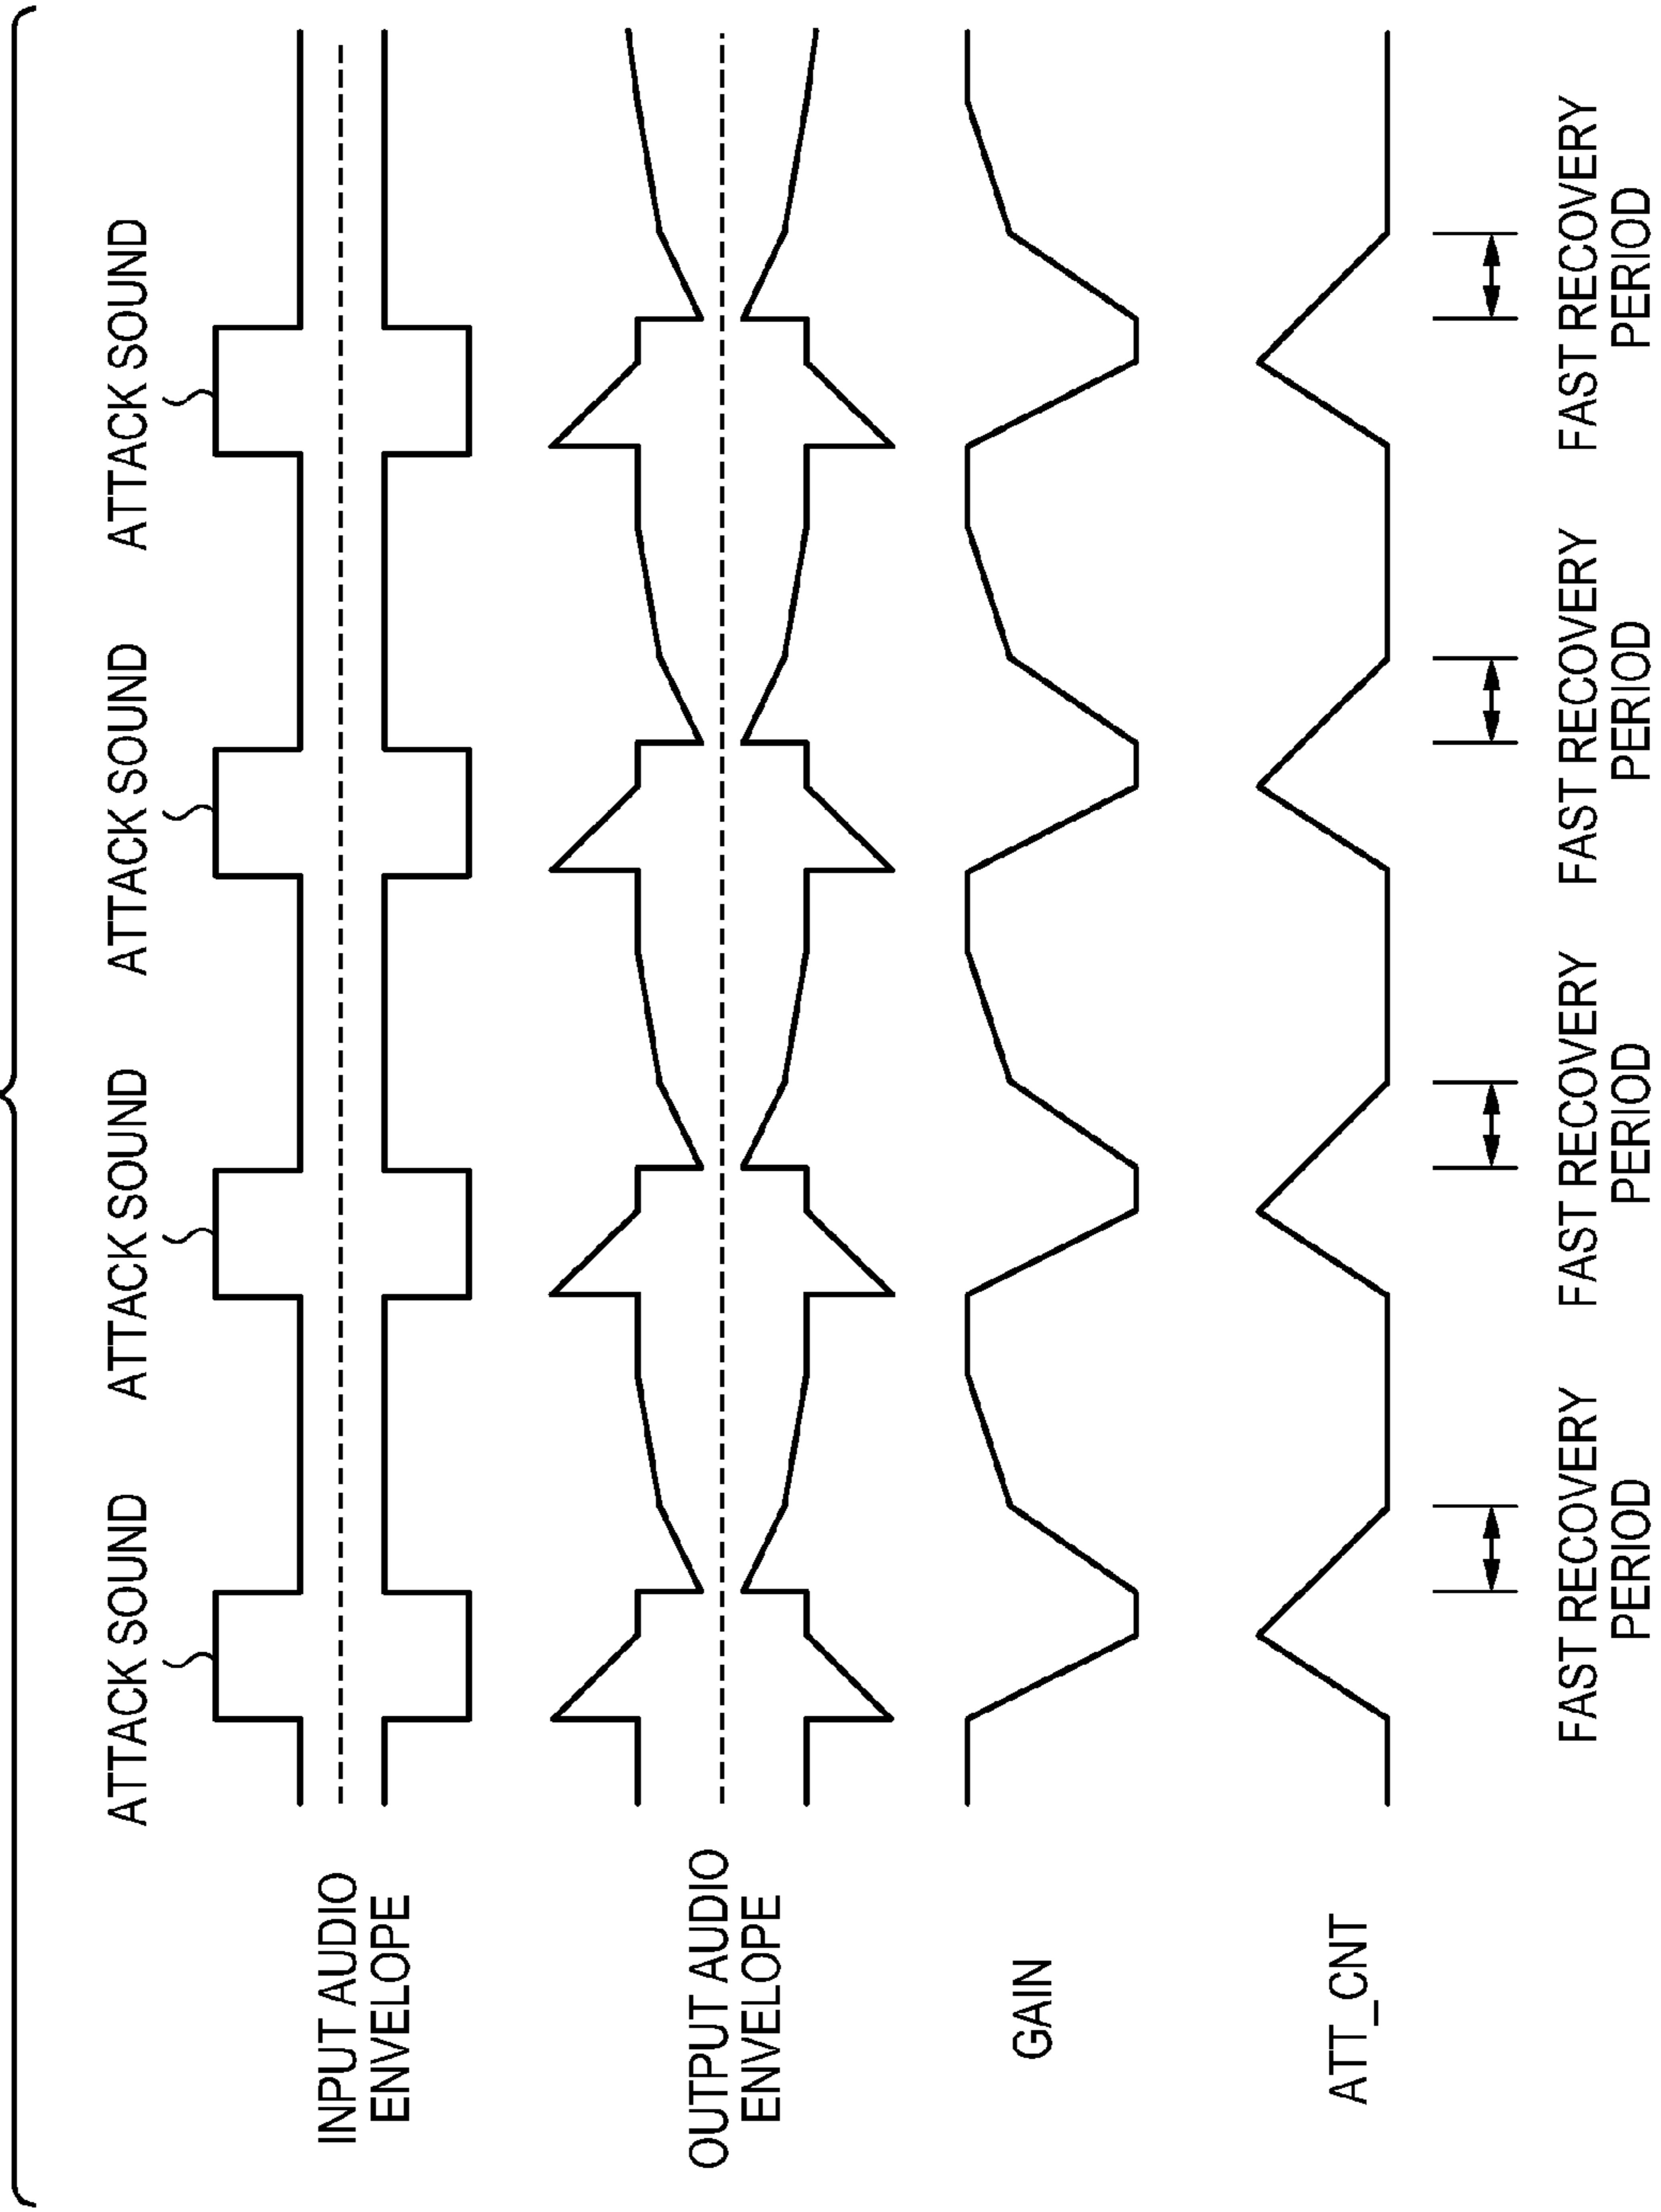 ATTACK SOUND
ATTACK SOUND
ATTACK SOUND
ATTACK SOUND
INPUT AUDIO
ENVELOPE
OUTPUT AUDIO
ENVELOPE
GAIN
ATT_CNT
FAST RECOVERY
PERIOD
FAST RECOVERY
PERIOD
FAST RECOVERY
PERIOD
FAST RECOVERY
PERIOD